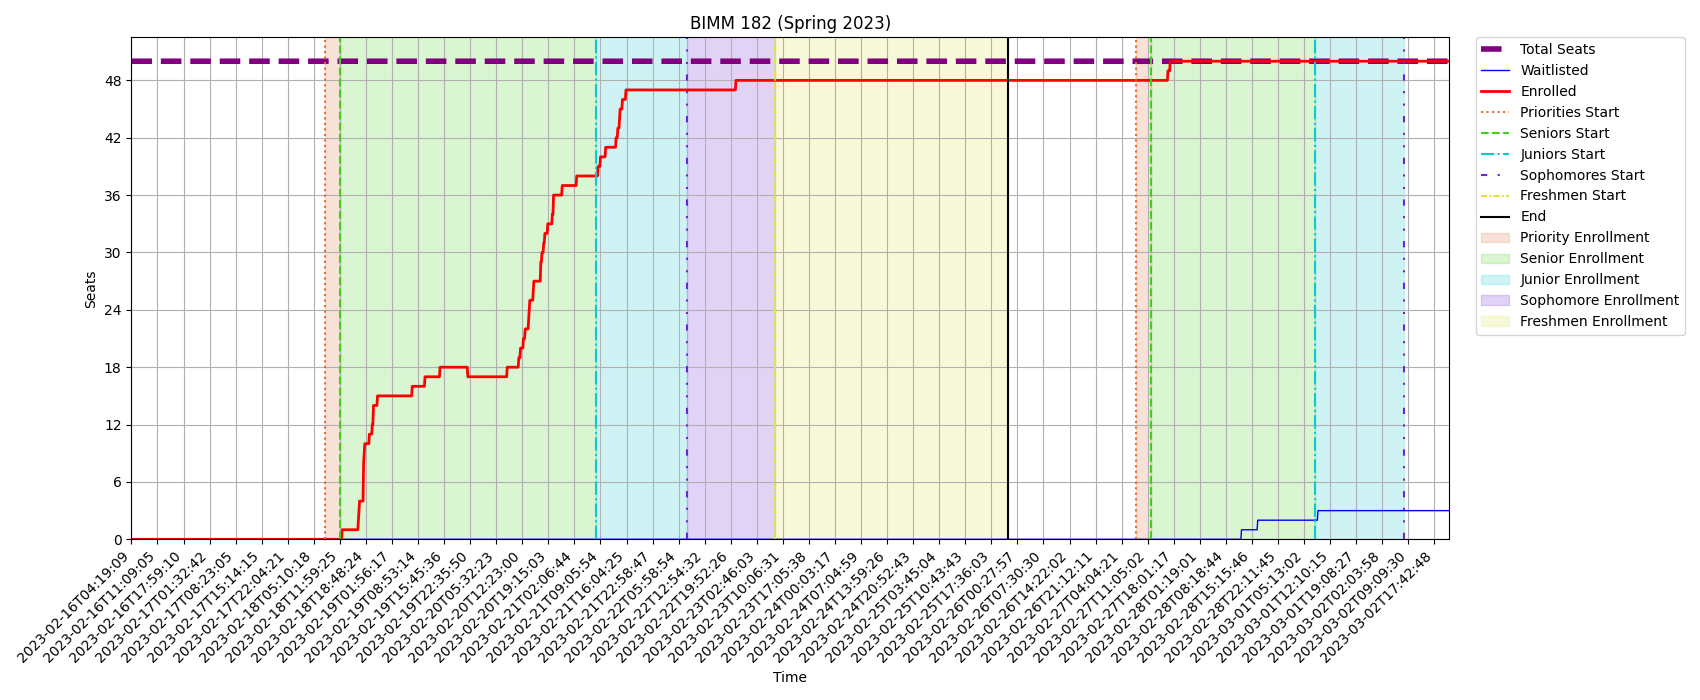 BIMM 182 (Spring 2023)
Seats
48
42
36
30
24
18
12
6
0
2023-02-16T04:19:09
2023-02-16T11:09:05
2023-02-16T17:59:10
2023-02-17T01:32:42
2023-02-17T08:23:05
2023-02-17T15:14:15
2023-02-17T22:04:21
2023-02-18T05:10:18
2023-02-18T11:59:25
2023-02-18T18:48:24
2023-02-19T01:56:17
2023-02-19T08:53:14
2023-02-19T15:45:36
2023-02-19T22:35:50
2023-02-20T05:32:23
2023-02-20T12:23:00
2023-02-20T19:15:03
2023-02-21T02:06:44
2023-02-21T09:05:54
2023-02-21T16:04:25
2023-02-21T22:58:47
2023-02-22T05:58:54
2023-02-22T12:54:32
2023-02-22T19:52:26
2023-02-23T02:46:03
2023-02-23T10:06:31
2023-02-23T17:05:38
2023-02-24T00:03:17
2023-02-24T07:04:59
2023-02-24T13:59:26
2023-02-24T20:52:43
2023-02-25T03:45:04
2023-02-25T10:43:43
2023-02-25T17:36:03
2023-02-26T00:27:57
2023-02-26T07:30:30
2023-02-26T14:22:02
2023-02-26T21:12:11
2023-02-27T04:04:21
2023-02-27T11:05:02
2023-02-27T18:01:17
2023-02-28T01:19:01
2023-02-28T08:18:44
2023-02-28T15:15:46
2023-02-28T22:11:45
2023-03-01T05:13:02
2023-03-01T12:10:15
2023-03-01T19:08:27
2023-03-02T02:03:58
2023-03-02T09:09:30
2023-03-02T17:42:48
Time
Total Seats
Waitlisted
Enrolled
Priorities Start
Seniors Start
Juniors Start
Sophomores Start
Freshmen Start
End
Priority Enrollment
Senior Enrollment
Junior Enrollment
Sophomore Enrollment
Freshmen Enrollment